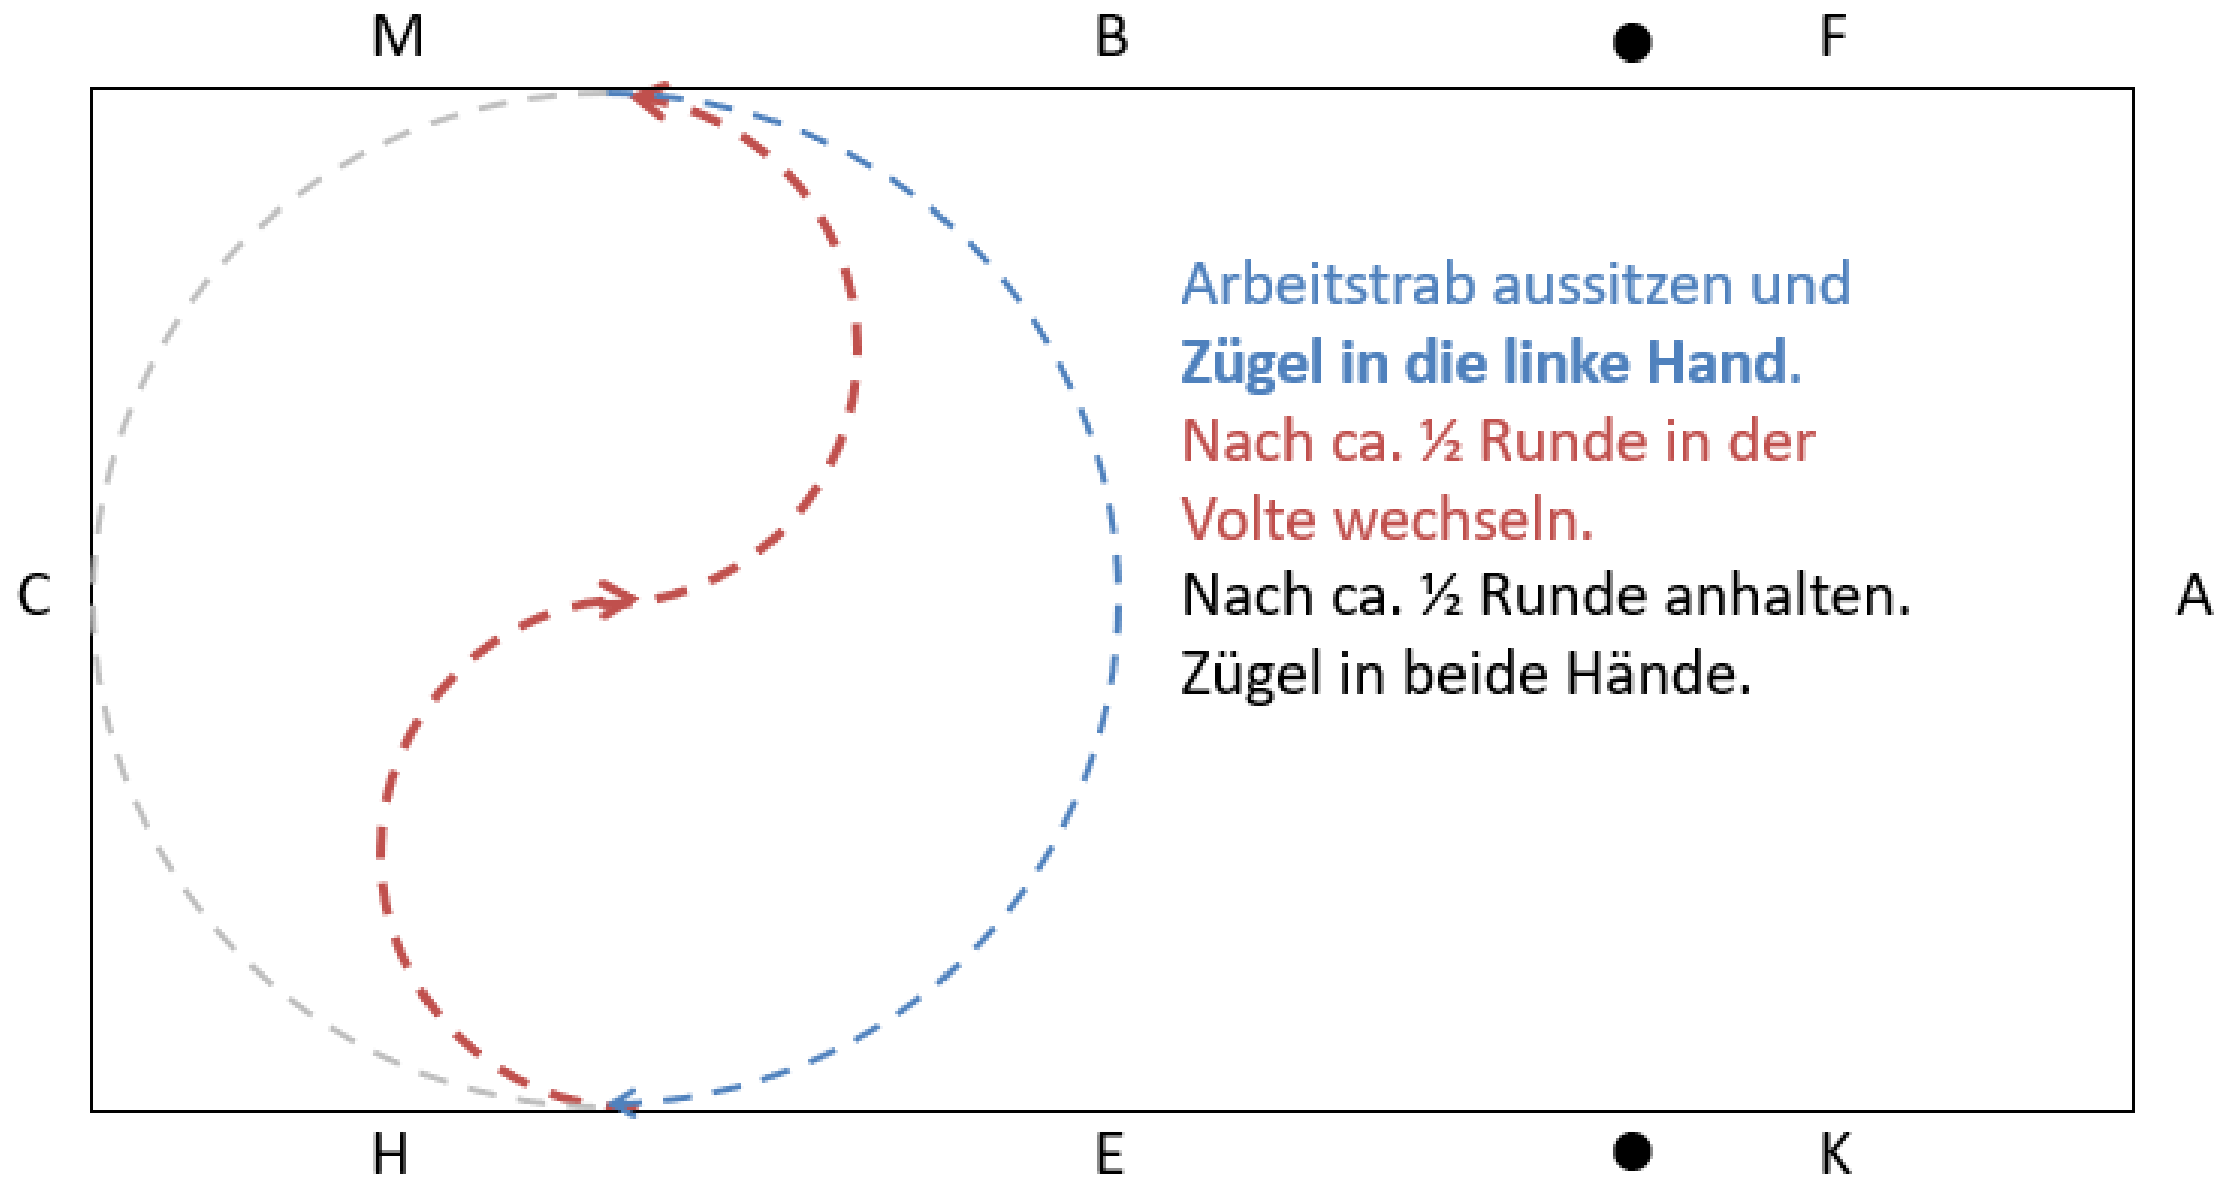 M B F
Arbeitstrab aussitzen und
Zügel in die linke Hand.
Nach ca. ½ Runde in der
Volte wechseln.
C Nach ca. ½ Runde anhalten. A
Zügel in beide Hände.
H E K